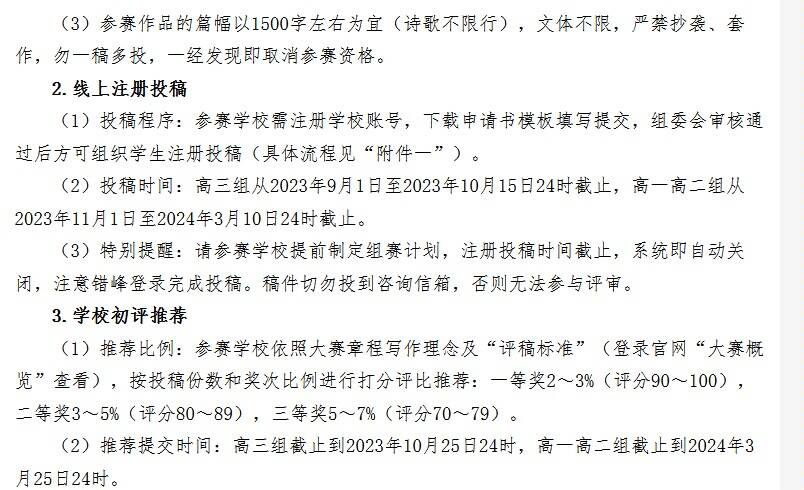 （3）参赛作品的篇幅以1500字左右为宜（诗歌不限行），文体不限，严禁抄袭、套
作，勿一稿多投，一经发现即取消参赛资格。
2.线上注册投稿
（1）投稿程序：参赛学校需注册学校账号，下载申请书模板填写提交，组委会审核通
过后方可组织学生注册投稿（具体流程见“附件一”）。
（2）投稿时间：高三组从2023年9月1日至2023年10月15日24时截止，高一高二组从
2023年11月1日至2024年3月10日24时截止。
（3）特别提醒：请参赛学校提前制定组赛计划，注册投稿时间截止，系统即自动关
闭，注意错峰登录完成投稿。稿件切勿投到咨询信箱，否则无法参与评审。
3.学校初评推荐
（1）推荐比例：参赛学校依照大赛章程写作理念及“评稿标准”（登录官网“大赛概
览”查看），按投稿份数和奖次比例进行打分评比推荐：一等奖2～3%（评分90～100），
二等奖3～5%（评分80～89），三等奖5～7%（评分70～79）。
（2）推荐提交时间：高三组截止到2023年10月25日24时，高一高二组截止到2024年3
月25日24时。